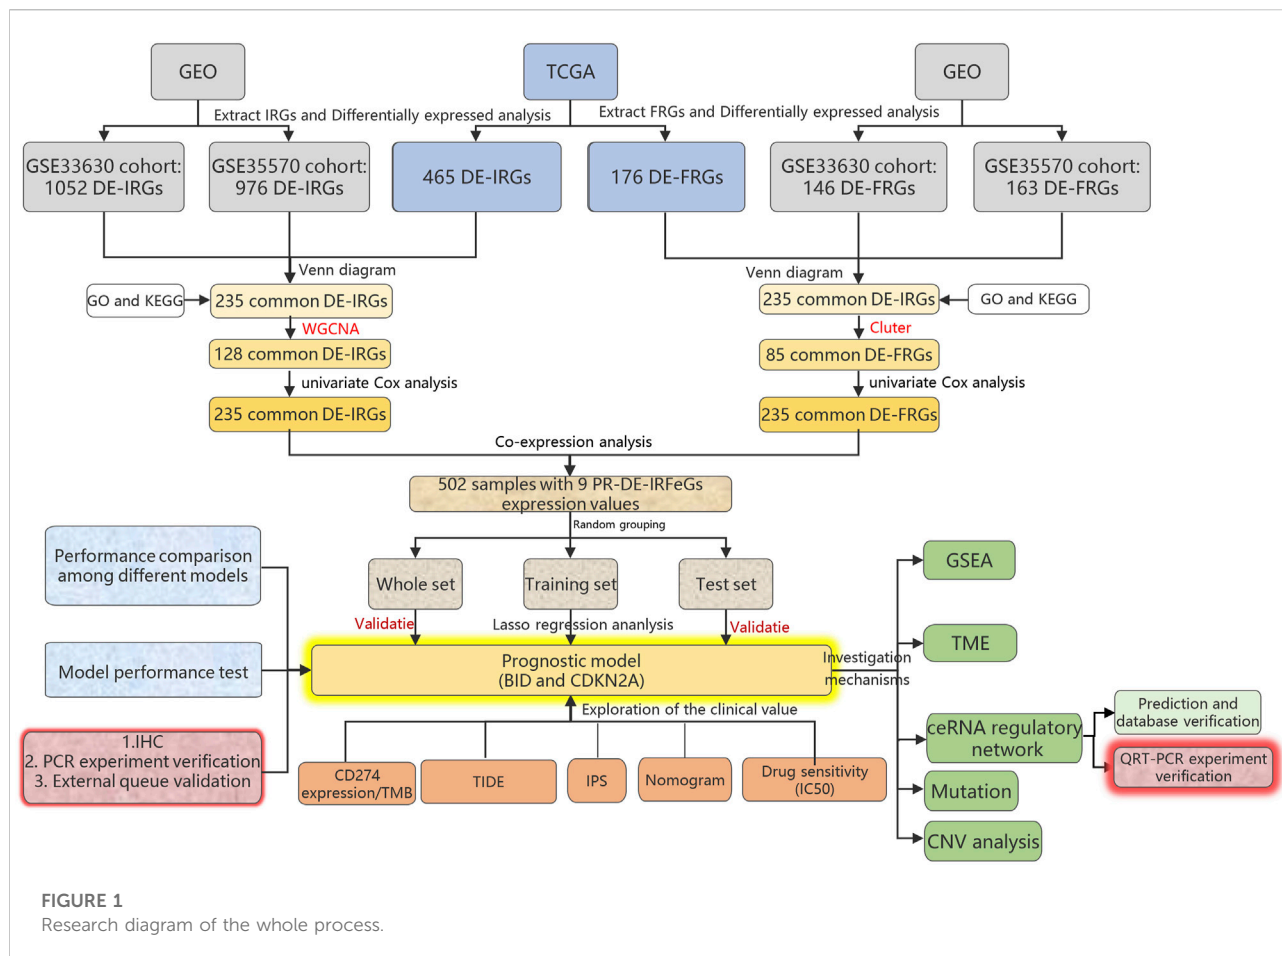 GEO
TCGA
GEO
Extract IRGs and Differentially expressed analysis
Extract FRGs and Differentially expressed analysis
GSE33630 cohort:
1052 DE-IRGs
GSE35570 cohort:
976 DE-IRGs
465 DE-IRGs
176 DE-FRGs
GSE33630 cohort:
146 DE-FRGs
GSE35570 cohort:
163 DE-FRGs
Venn diagram
Venn diagram
GO and KEGG
235 common DE-IRGs
235 common DE-IRGs
GO and KEGG
WGCNA
Cluter
128 common DE-IRGs
85 common DE-FRGs
univariate Cox analysis
univariate Cox analysis
235 common DE-IRGs
235 common DE-FRGs
Co-expression analysis
502 samples with 9 PR-DE-IRFeGs
expression values
Random grouping
Performance comparison
among different models
Whole set
Training set
Test set
GSEA
Validatie
Lasso regression ananlysis
Validatie
Model performance test
Prognostic model
(BID and CDKN2A)
Investigation
mechanisms
TME
Exploration of the clinical value
1.IHC
2. PCR experiment verification
3. External queue validation
CD274
expression/TMB
TIDE
IPS
Nomogram
Drug sensitivity
(IC50)
ceRNA regulatory
network
Prediction and
database verification
QRT-PCR experiment
verification
Mutation
CNV analysis
FIGURE 1
Research diagram of the whole process.